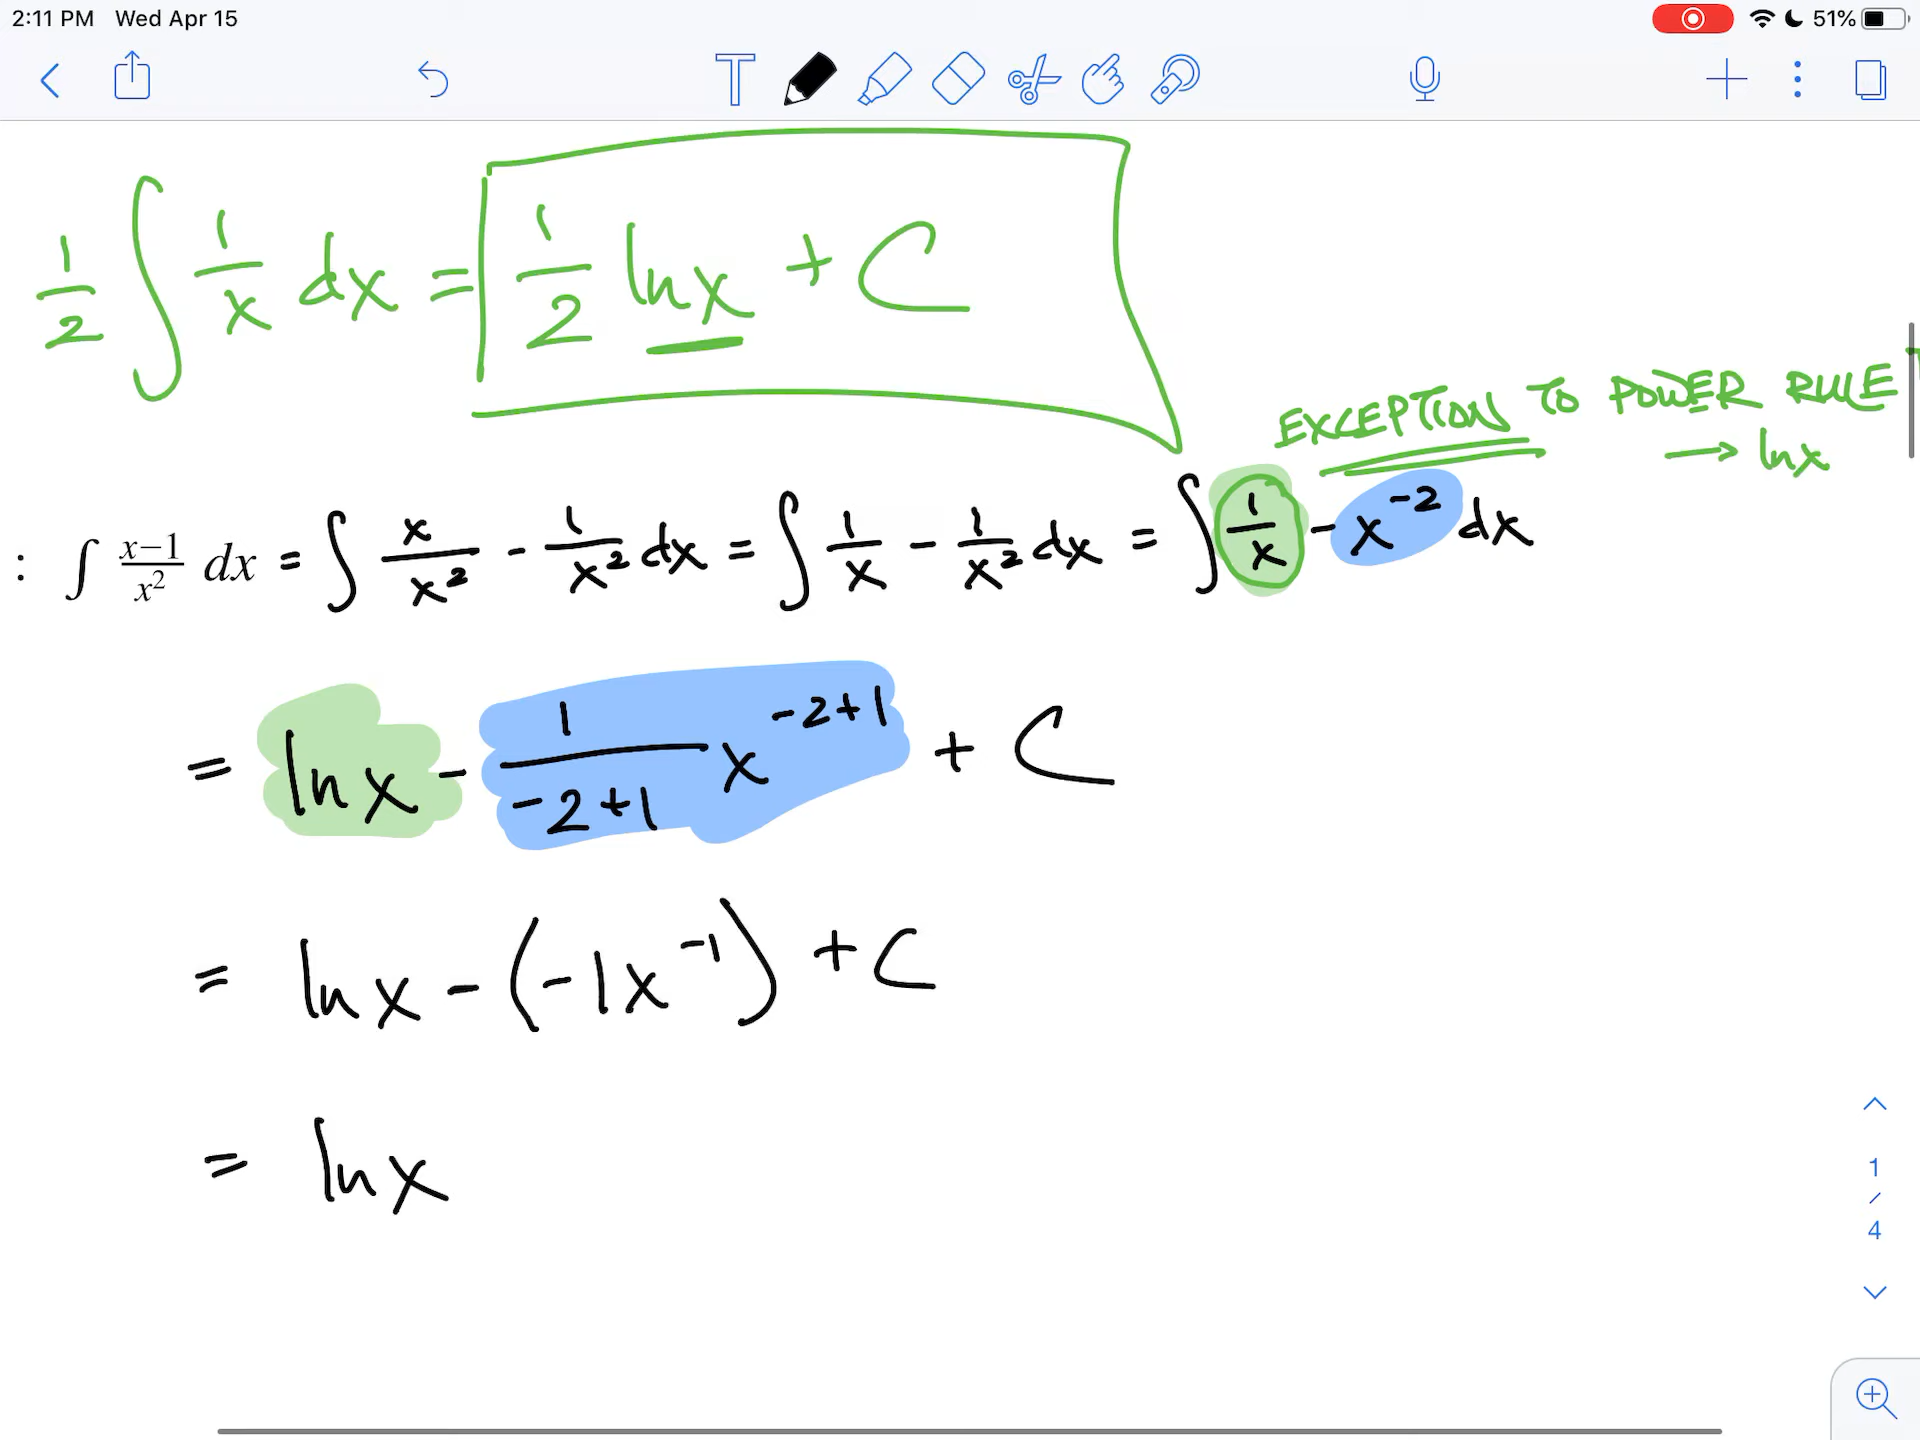 2:11 PM Wed Apr 15 51%
1/2 ∫ 1/x dx = 1/2 ln x + C
EXCEPTION TO POWER RULE
→ ln x
: ∫ x−1/x² dx = ∫ x/x² - 1/x² dx = ∫ 1/x - 1/x² dx = ∫ 1/x - x⁻² dx
= ln x - 1/(-2+1) x^(-2+1) + C
= ln x - (-1x⁻¹) + C
= ln x
1
/
4